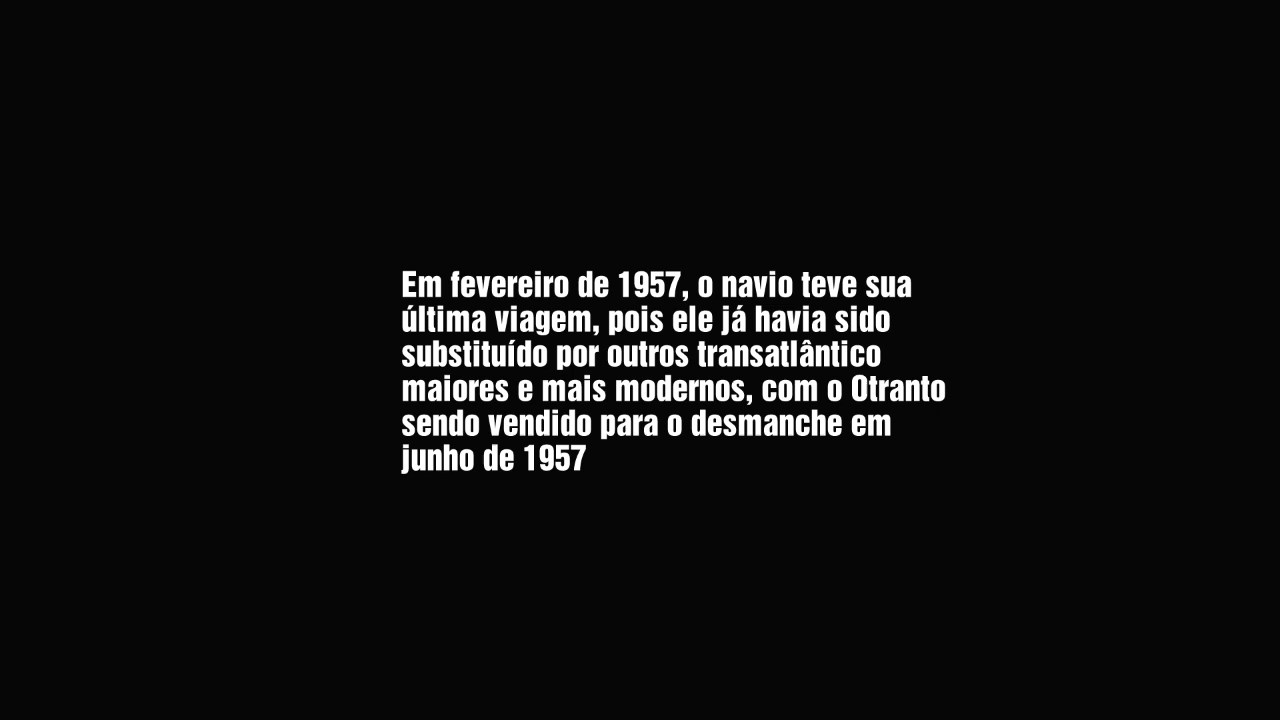 Em fevereiro de 1957, o navio teve sua
última viagem, pois ele já havia sido
substituído por outros transatlântico
maiores e mais modernos, com o Otranto
sendo vendido para o desmanche em
junho de 1957